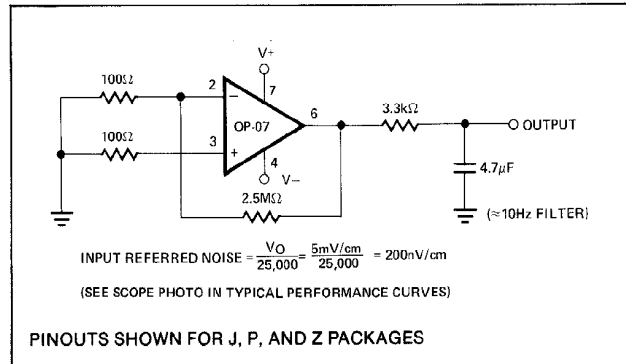 V+
100Ω
2
−
7
6
3.3kΩ
OP-07
OUTPUT
100Ω
3
+
4
V−
4.7μF
2.5MΩ
(≈10Hz FILTER)
INPUT REFERRED NOISE = VO/25,000 = 5mV/cm/25,000 = 200nV/cm
(SEE SCOPE PHOTO IN TYPICAL PERFORMANCE CURVES)
PINOUTS SHOWN FOR J, P, AND Z PACKAGES